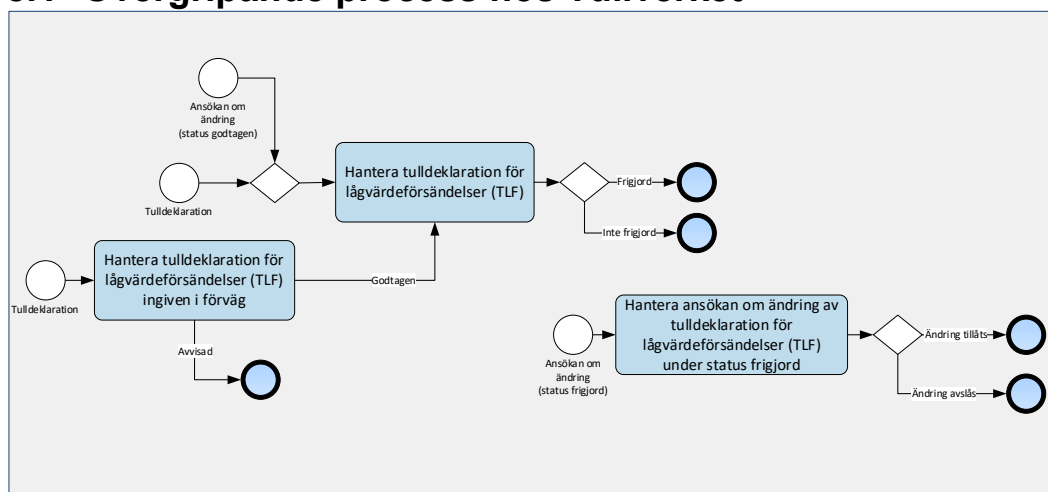 Ansökan om
ändring
(status godtagen)
Tulldeklaration
Hantera tulldeklaration för
lågvärdeförsändelser (TLF)
Frigjord
Inte frigjord
Tulldeklaration
Hantera tulldeklaration för
lågvärdeförsändelser (TLF)
ingiven i förväg
Godtagen
Avvisad
Ansökan om
ändring
(status frigjord)
Hantera ansökan om ändring av
tulldeklaration för
lågvärdeförsändelser (TLF)
under status frigjord
Ändring tillåts
Ändring avslås